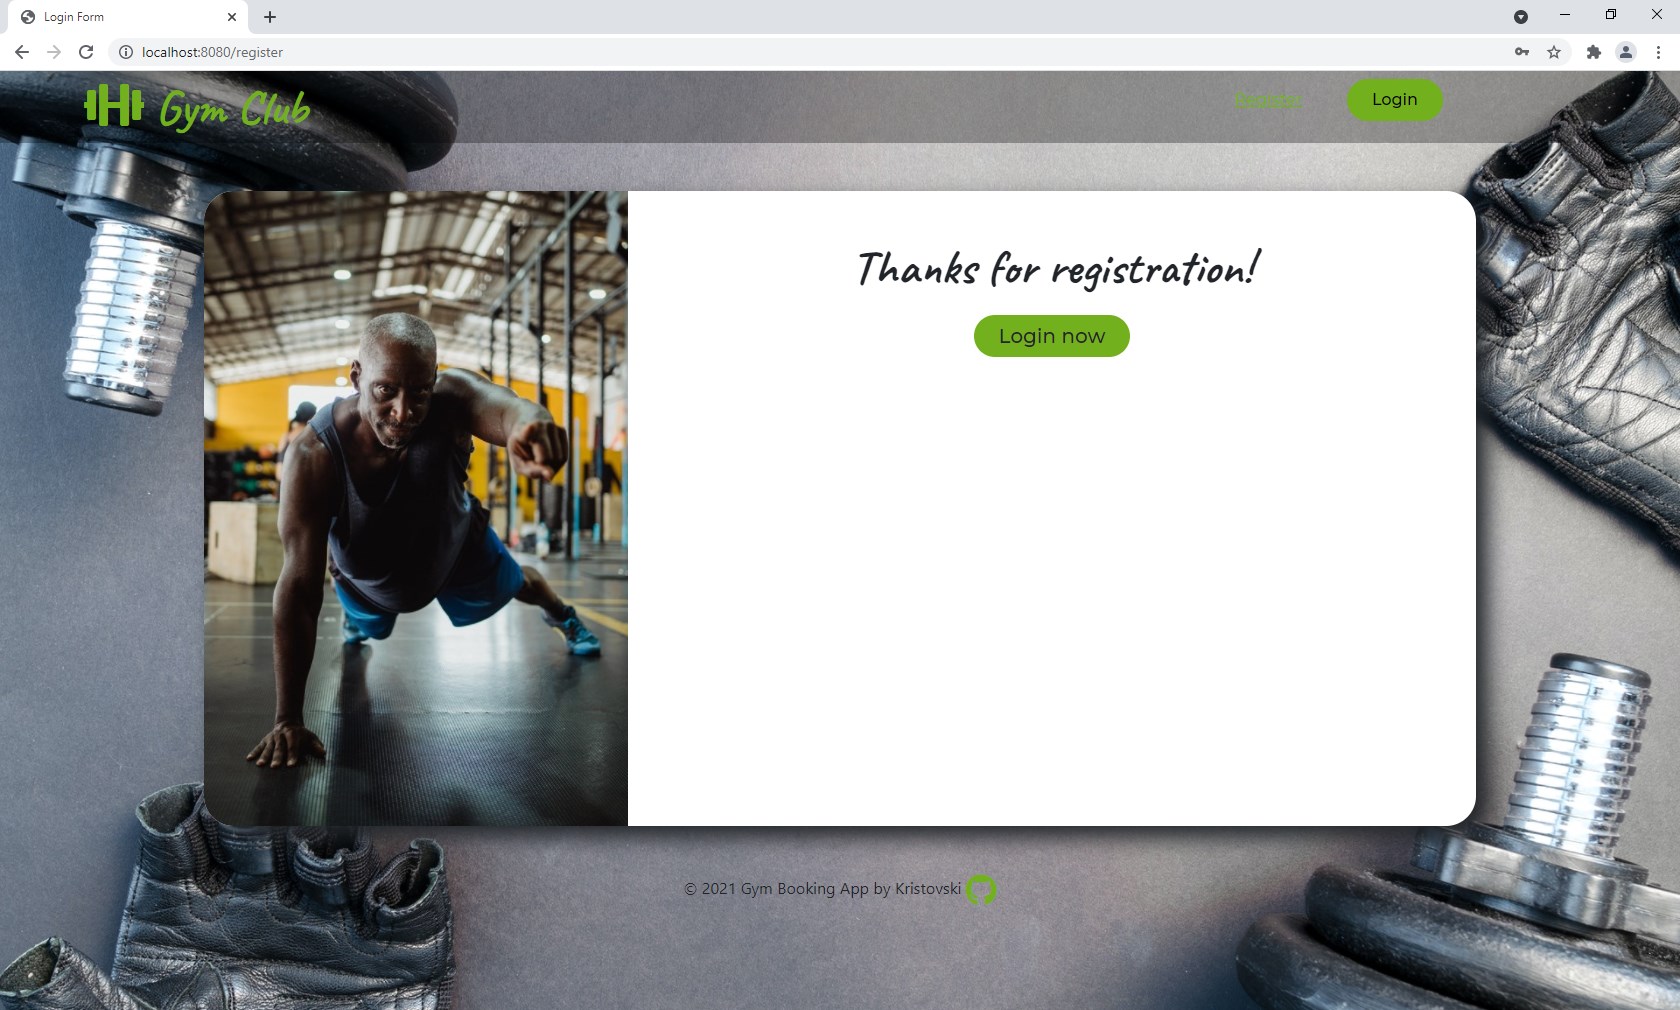 Login Form
localhost:8080/register
Gym Club
Register
Login
Thanks for registration!
Login now
© 2021 Gym Booking App by Kristovski